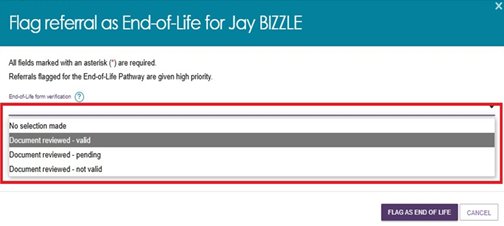 Flag referral as End-of-Life for Jay BIZZLE
All fields marked with an asterisk (*) are required.
Referrals flagged for the End-of-Life Pathway are given high priority.
End-of-Life form verification ?
No selection made
Document reviewed - valid
Document reviewed - pending
Document reviewed - not valid
FLAG AS END OF LIFE CANCEL